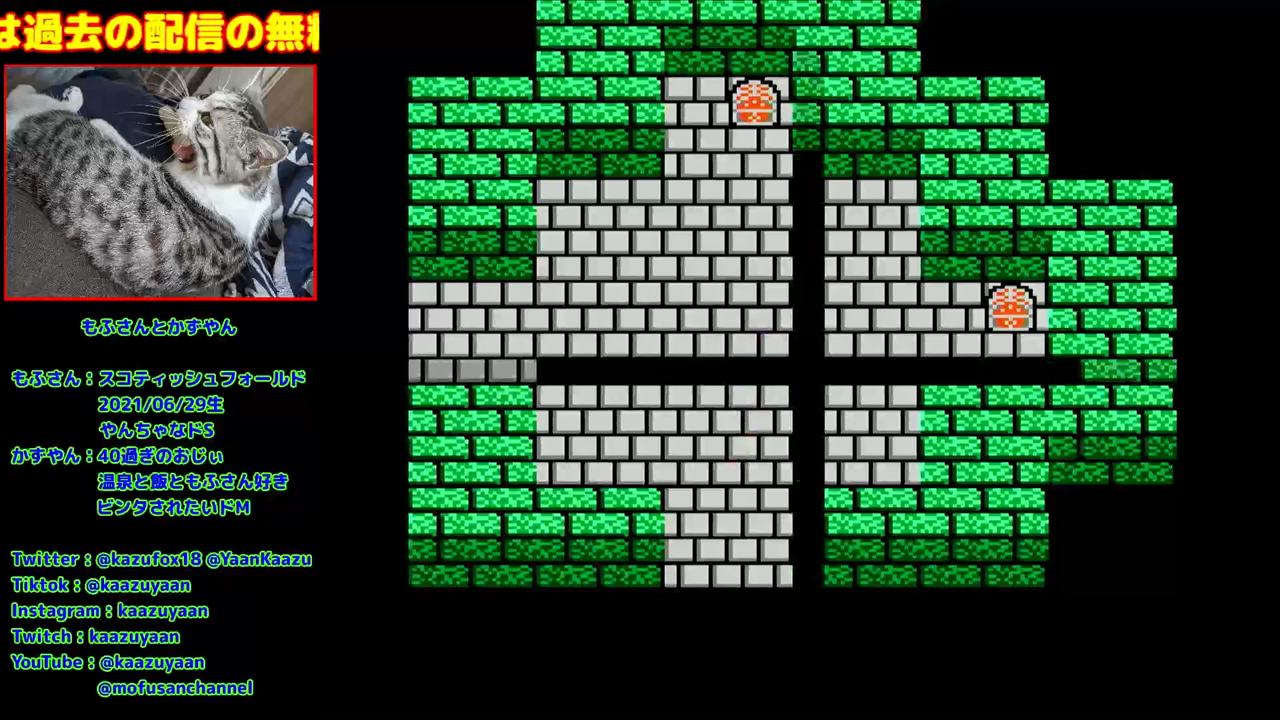 は過去の配信の無料
もふさんとかずやん
もふさん：スコティッシュフォールド
2021/06/29生
やんちゃなドS
かずやん：40過ぎのおじぃ
温泉と飯ともふさん好き
ビンタされたいドM
Twitter：@kazufox18 @YaanKaazu
Tiktok：@kaazuyaan
Instagram：kaazuyaan
Twitch：kaazuyaan
YouTube：@kaazuyaan
@mofusanchannel